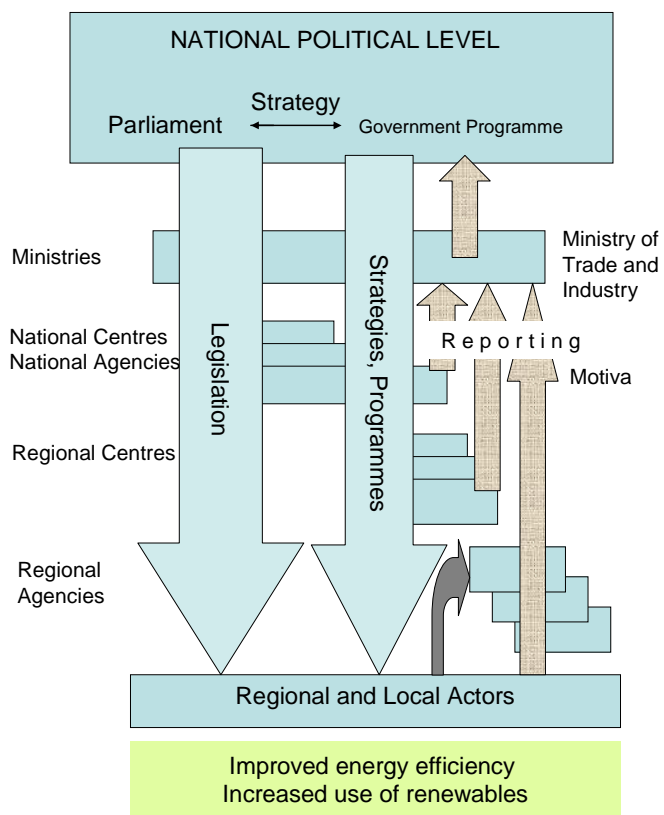 NATIONAL POLITICAL LEVEL
Strategy
Parliament
Government Programme
Ministries
Ministry of
Trade and
Industry
National Centres
National Agencies
Legislation
Strategies, Programmes
Reporting
Motiva
Regional Centres
Regional
Agencies
Regional and Local Actors
Improved energy efficiency
Increased use of renewables